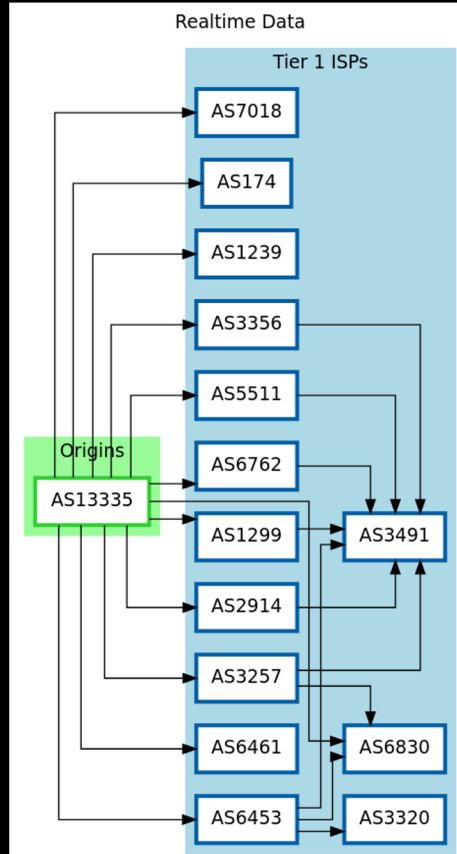 Realtime Data
Tier 1 ISPs
AS7018
AS174
AS1239
AS3356
AS5511
Origins
AS6762
AS13335
AS1299
AS3491
AS2914
AS3257
AS6461
AS6830
AS6453
AS3320